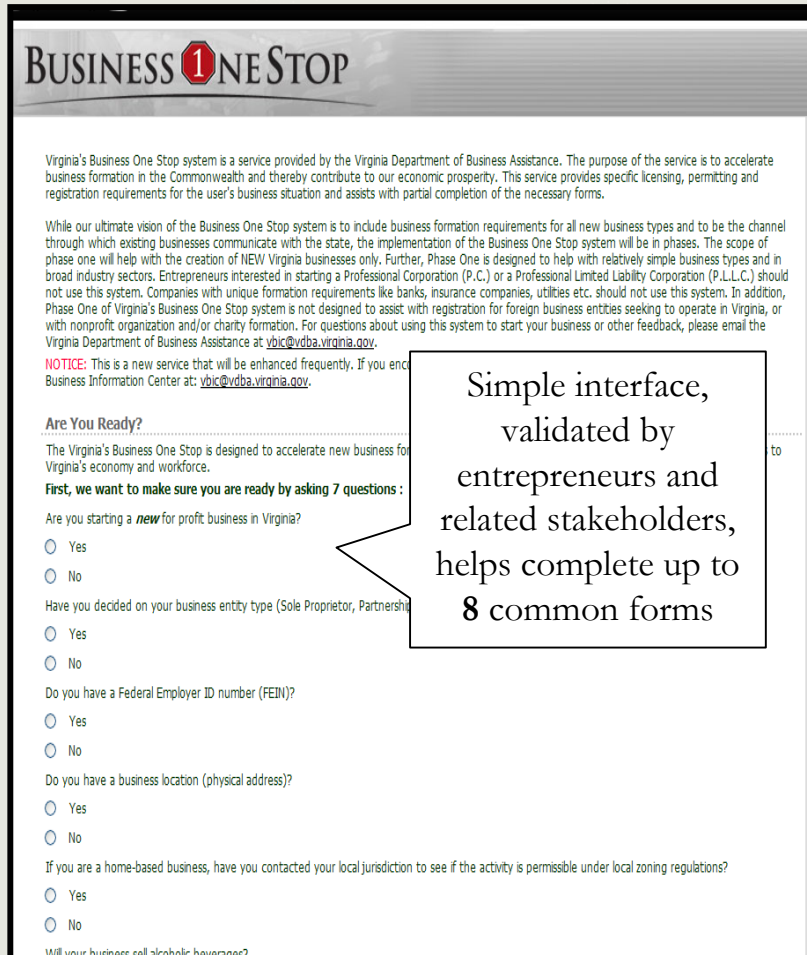 BUSINESS 1NE STOP
Virginia's Business One Stop system is a service provided by the Virginia Department of Business Assistance. The purpose of the service is to accelerate
business formation in the Commonwealth and thereby contribute to our economic prosperity. This service provides specific licensing, permitting and
registration requirements for the user's business situation and assists with partial completion of the necessary forms.
While our ultimate vision of the Business One Stop system is to include business formation requirements for all new business types and to be the channel
through which existing businesses communicate with the state, the implementation of the Business One Stop system will be in phases. The scope of
phase one will help with the creation of NEW Virginia businesses only. Further, Phase One is designed to help with relatively simple business types and in
broad industry sectors. Entrepreneurs interested in starting a Professional Corporation (P.C.) or a Professional Limited Liability Corporation (P.L.L.C.) should
not use this system. Companies with unique formation requirements like banks, insurance companies, utilities etc. should not use this system. In addition,
Phase One of Virginia's Business One Stop system is not designed to assist with registration for foreign business entities seeking to operate in Virginia, or
with nonprofit organization and/or charity formation. For questions about using this system to start your business or other feedback, please email the
Virginia Department of Business Assistance at vbic@vdba.virginia.gov.
NOTICE: This is a new service that will be enhanced frequently. If you
Business Information Center at: vbic@vdba.virginia.gov.
Are You Ready?
The Virginia's Business One Stop is designed to accelerate new business to
Virginia's economy and workforce.
First, we want to make sure you are ready by asking 7 questions :
Are you starting a new for profit business in Virginia?
Yes
No
Have you decided on your business entity type (Sole Proprietor,
Yes
No
Do you have a Federal Employer ID number (FEIN)?
Yes
No
Do you have a business location (physical address)?
Yes
No
If you are a home-based business, have you contacted your local jurisdiction to see if the activity is permissible under local zoning regulations?
Yes
No
Will your business sell alcoholic beverages?
Simple interface,
validated by
entrepreneurs and
related stakeholders,
helps complete up to
8 common forms